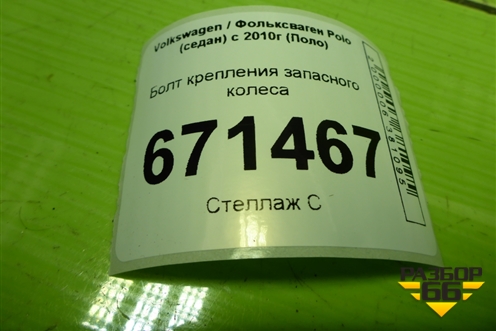 Volkswagen / Фольксваген Polo
(седан) с 2010г (Поло)
Болт крепления запасного
колеса
671467
Стеллаж С
РАЗБОР
66